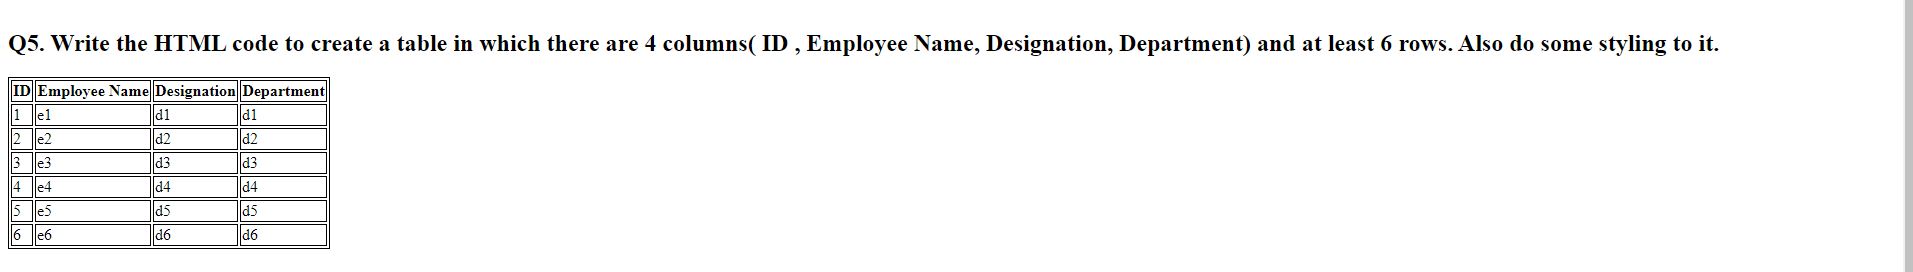 Q5. Write the HTML code to create a table in which there are 4 columns( ID , Employee Name, Designation, Department) and at least 6 rows. Also do some styling to it.
ID Employee Name Designation Department
1 e1 d1 d1
2 e2 d2 d2
3 e3 d3 d3
4 e4 d4 d4
5 e5 d5 d5
6 e6 d6 d6